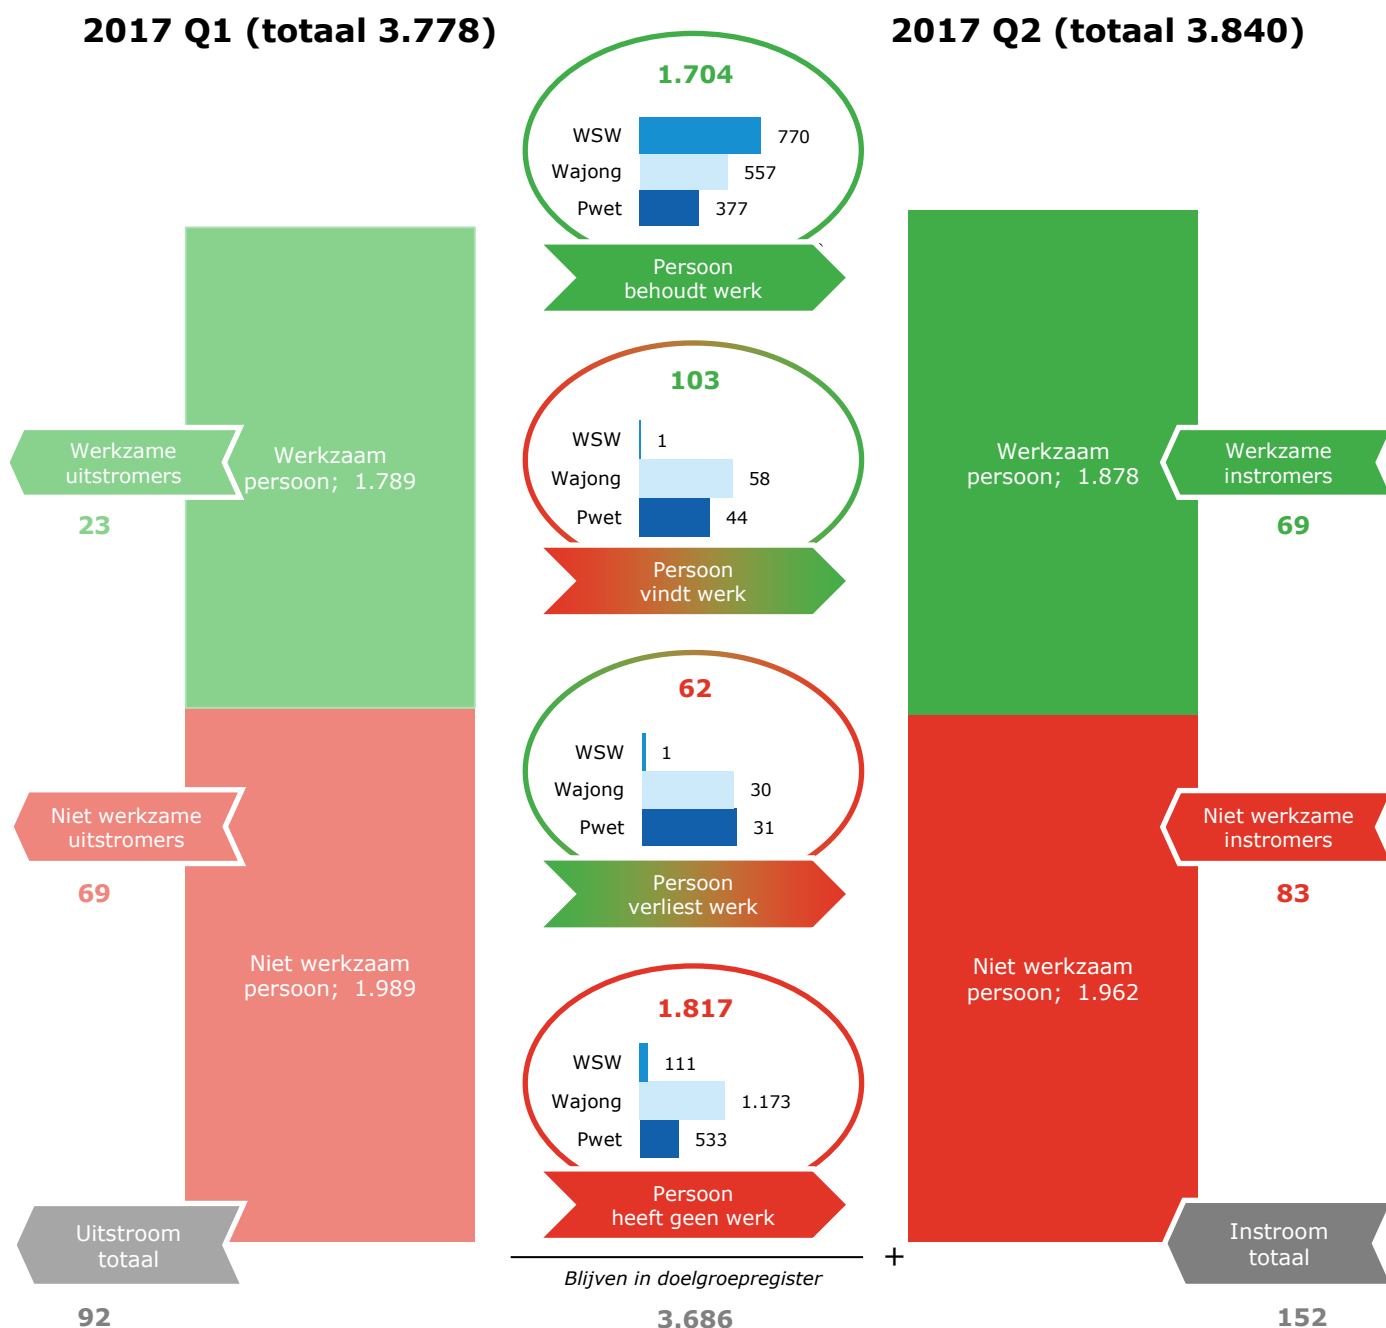 2017 Q1 (totaal 3.778)
2017 Q2 (totaal 3.840)
1.704
WSW 770
Wajong 557
Pwet 377
Persoon
behoudt werk
103
WSW 1
Wajong 58
Pwet 44
Persoon
vindt werk
62
WSW 1
Wajong 30
Pwet 31
Persoon
verliest werk
1.817
WSW 111
Wajong 1.173
Pwet 533
Persoon
heeft geen werk
Blijven in doelgroepregister
3.686
+
Werkzame
uitstromers
23
Werkzaam
persoon; 1.789
Niet werkzame
uitstromers
69
Niet werkzaam
persoon; 1.989
Uitstroom
totaal
92
Werkzaam
persoon; 1.878
Werkzame
instromers
69
Niet werkzame
instromers
83
Niet werkzaam
persoon; 1.962
Instroom
totaal
152